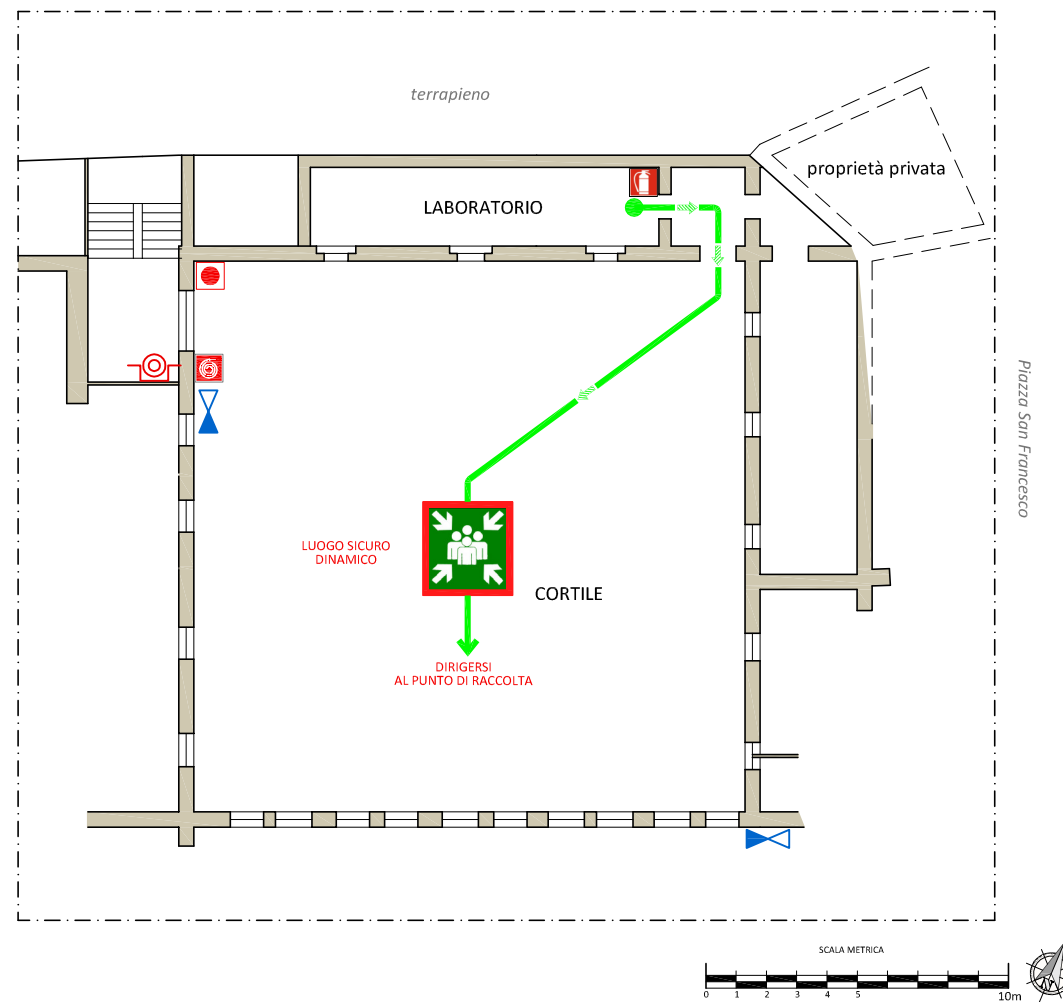 terrapieno
proprietà privata
LABORATORIO
Piazza San Francesco
LUOGO SICURO
DINAMICO
CORTILE
DIRIGERSI
AL PUNTO DI RACCOLTA
SCALA METRICA
0 1 2 3 4 5 10m
N